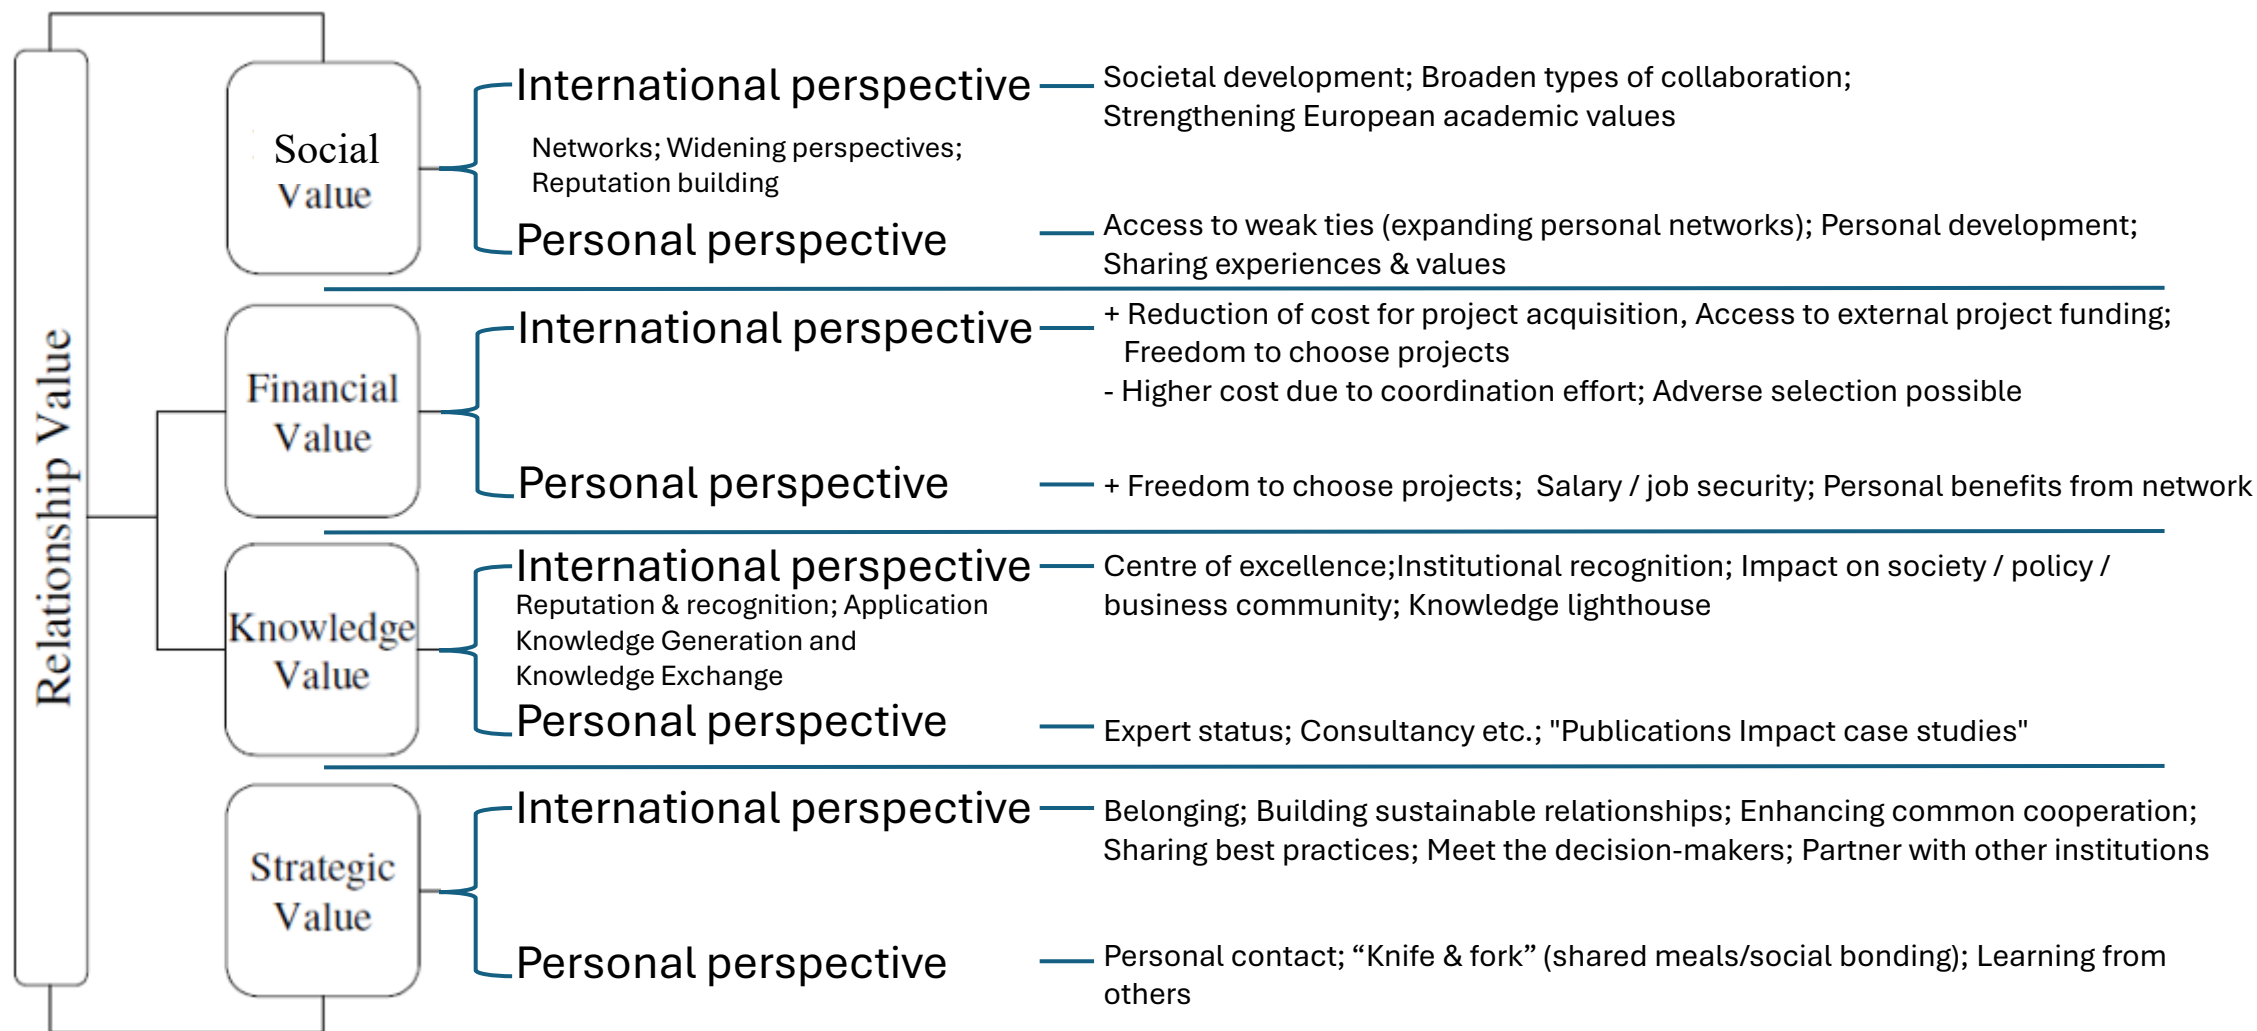 Relationship Value
Social
Value
International perspective
Societal development; Broaden types of collaboration;
Strengthening European academic values
Networks; Widening perspectives;
Reputation building
Personal perspective
Access to weak ties (expanding personal networks); Personal development;
Sharing experiences & values
Financial
Value
International perspective
+ Reduction of cost for project acquisition, Access to external project funding;
Freedom to choose projects
- Higher cost due to coordination effort; Adverse selection possible
Personal perspective
+ Freedom to choose projects; Salary / job security; Personal benefits from network
Knowledge
Value
International perspective
Centre of excellence;Institutional recognition; Impact on society / policy /
business community; Knowledge lighthouse
Reputation & recognition; Application
Knowledge Generation and
Knowledge Exchange
Personal perspective
Expert status; Consultancy etc.; "Publications Impact case studies"
Strategic
Value
International perspective
Belonging; Building sustainable relationships; Enhancing common cooperation;
Sharing best practices; Meet the decision-makers; Partner with other institutions
Personal perspective
Personal contact; “Knife & fork” (shared meals/social bonding); Learning from
others